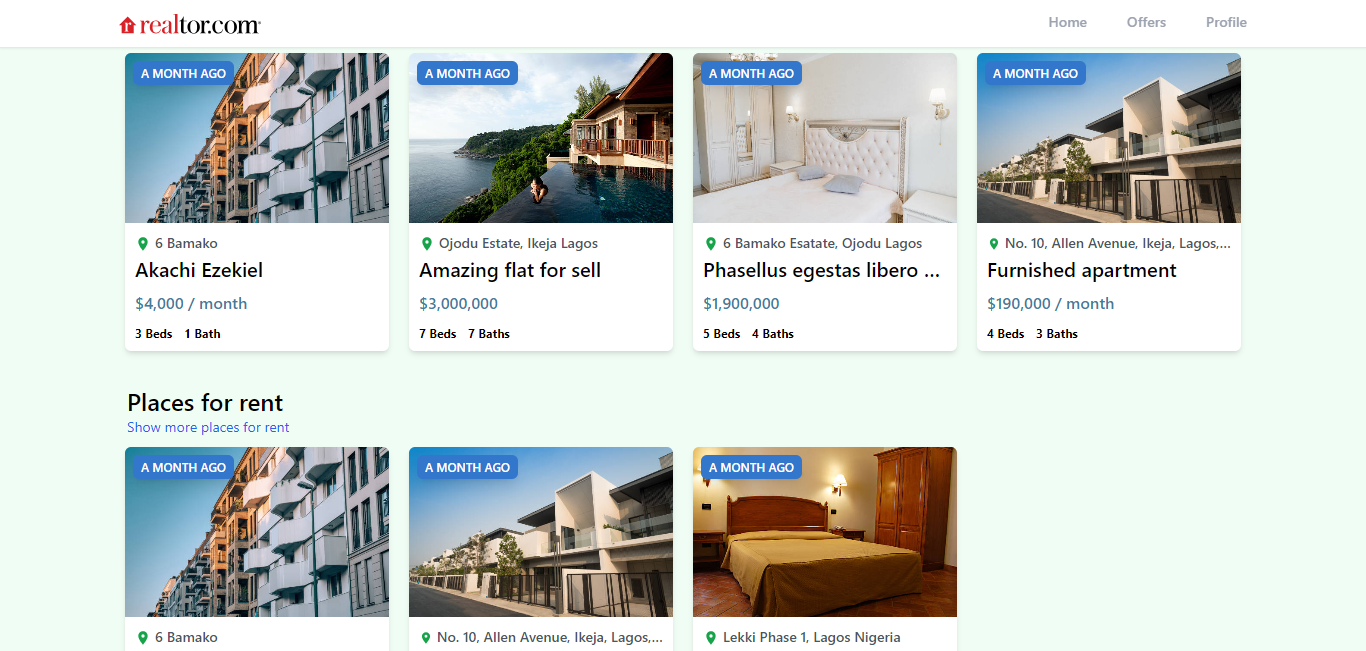 realtor.com
Home Offers Profile
A MONTH AGO A MONTH AGO A MONTH AGO A MONTH AGO
6 Bamako Ojodu Estate, Ikeja Lagos 6 Bamako Esatate, Ojodu Lagos No. 10, Allen Avenue, Ikeja, Lagos,...
Akachi Ezekiel Amazing flat for sell Phasellus egestas libero ... Furnished apartment
$4,000 / month $3,000,000 $1,900,000 $190,000 / month
3 Beds 1 Bath 7 Beds 7 Baths 5 Beds 4 Baths 4 Beds 3 Baths
Places for rent
Show more places for rent
A MONTH AGO A MONTH AGO A MONTH AGO
6 Bamako No. 10, Allen Avenue, Ikeja, Lagos,... Lekki Phase 1, Lagos Nigeria